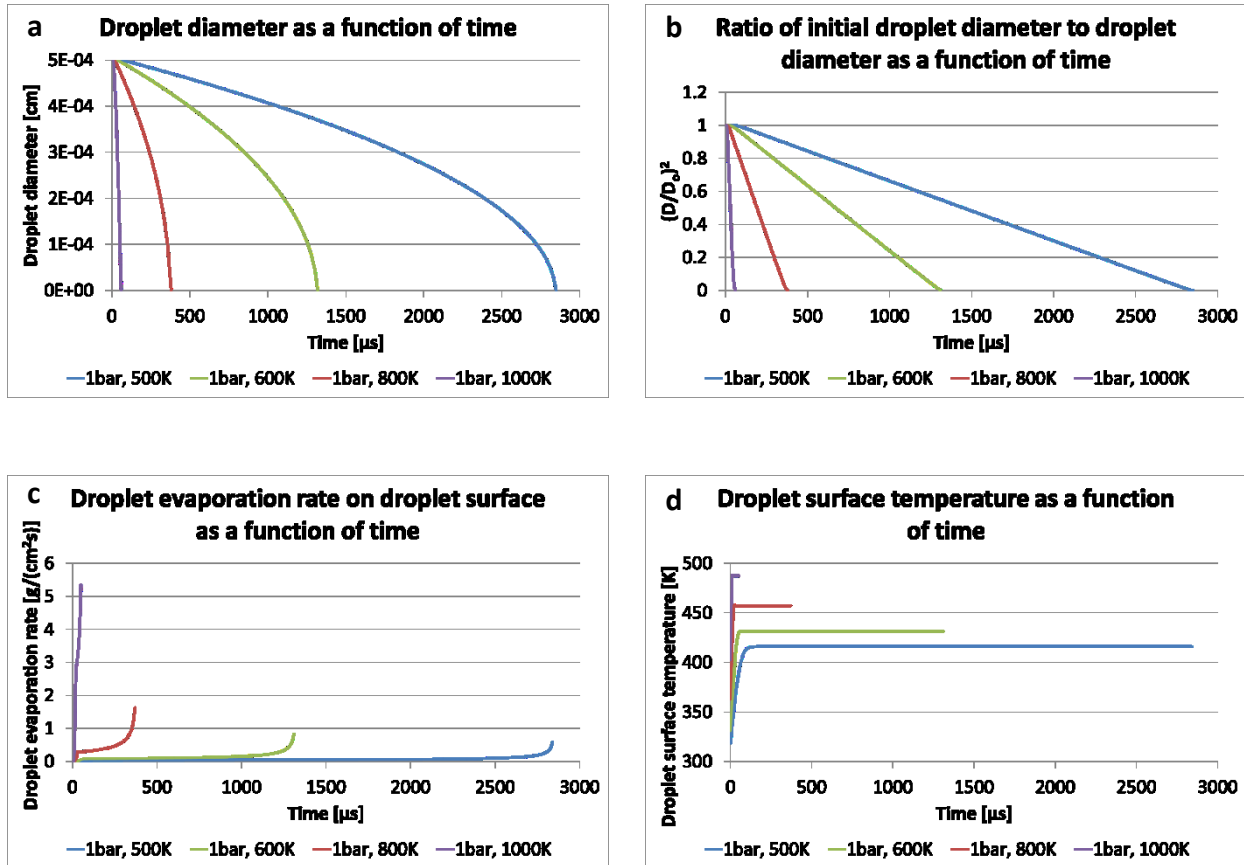 a
Droplet diameter as a function of time
Droplet diameter [cm]
5E-04
4E-04
3E-04
2E-04
1E-04
0E+00
0 500 1000 1500 2000 2500 3000
Time [µs]
1bar, 500K 1bar, 600K 1bar, 800K 1bar, 1000K
b
Ratio of initial droplet diameter to droplet
diameter as a function of time
(D/D₀)²
1.2
1
0.8
0.6
0.4
0.2
0
0 500 1000 1500 2000 2500 3000
Time [µs]
1bar, 500K 1bar, 600K 1bar, 800K 1bar, 1000K
c
Droplet evaporation rate on droplet surface
as a function of time
Droplet evaporation rate [g/(cm²s)]
6
5
4
3
2
1
0
0 500 1000 1500 2000 2500 3000
Time [µs]
1bar, 500K 1bar, 600K 1bar, 800K 1bar, 1000K
d
Droplet surface temperature as a function
of time
Droplet surface temperature [K]
500
450
400
350
300
0 500 1000 1500 2000 2500 3000
Time [µs]
1bar, 500K 1bar, 600K 1bar, 800K 1bar, 1000K